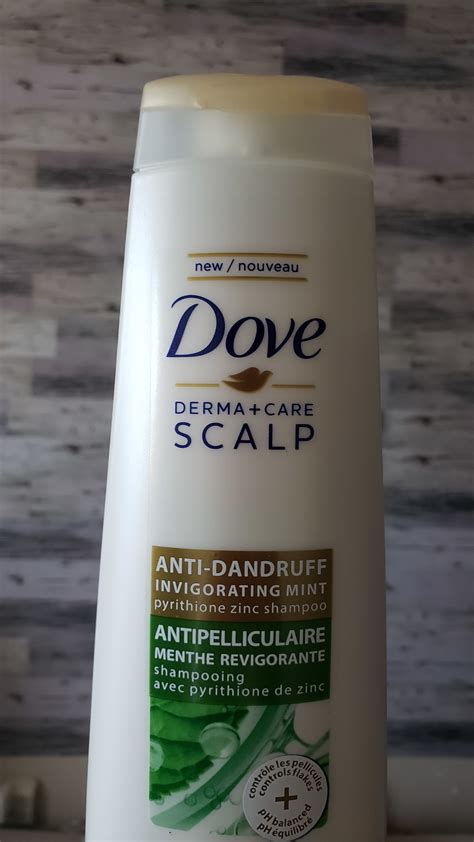 new / nouveau
Dove
DERMA+CARE
SCALP
ANTI-DANDRUFF
INVIGORATING MINT
pyrithione zinc shampoo
ANTIPELLICULAIRE
MENTHE REVIGORANTE
shampooing
avec pyrithione de zinc
contrôle les pellicules
controls flakes
+
pH balanced
pH équilibré